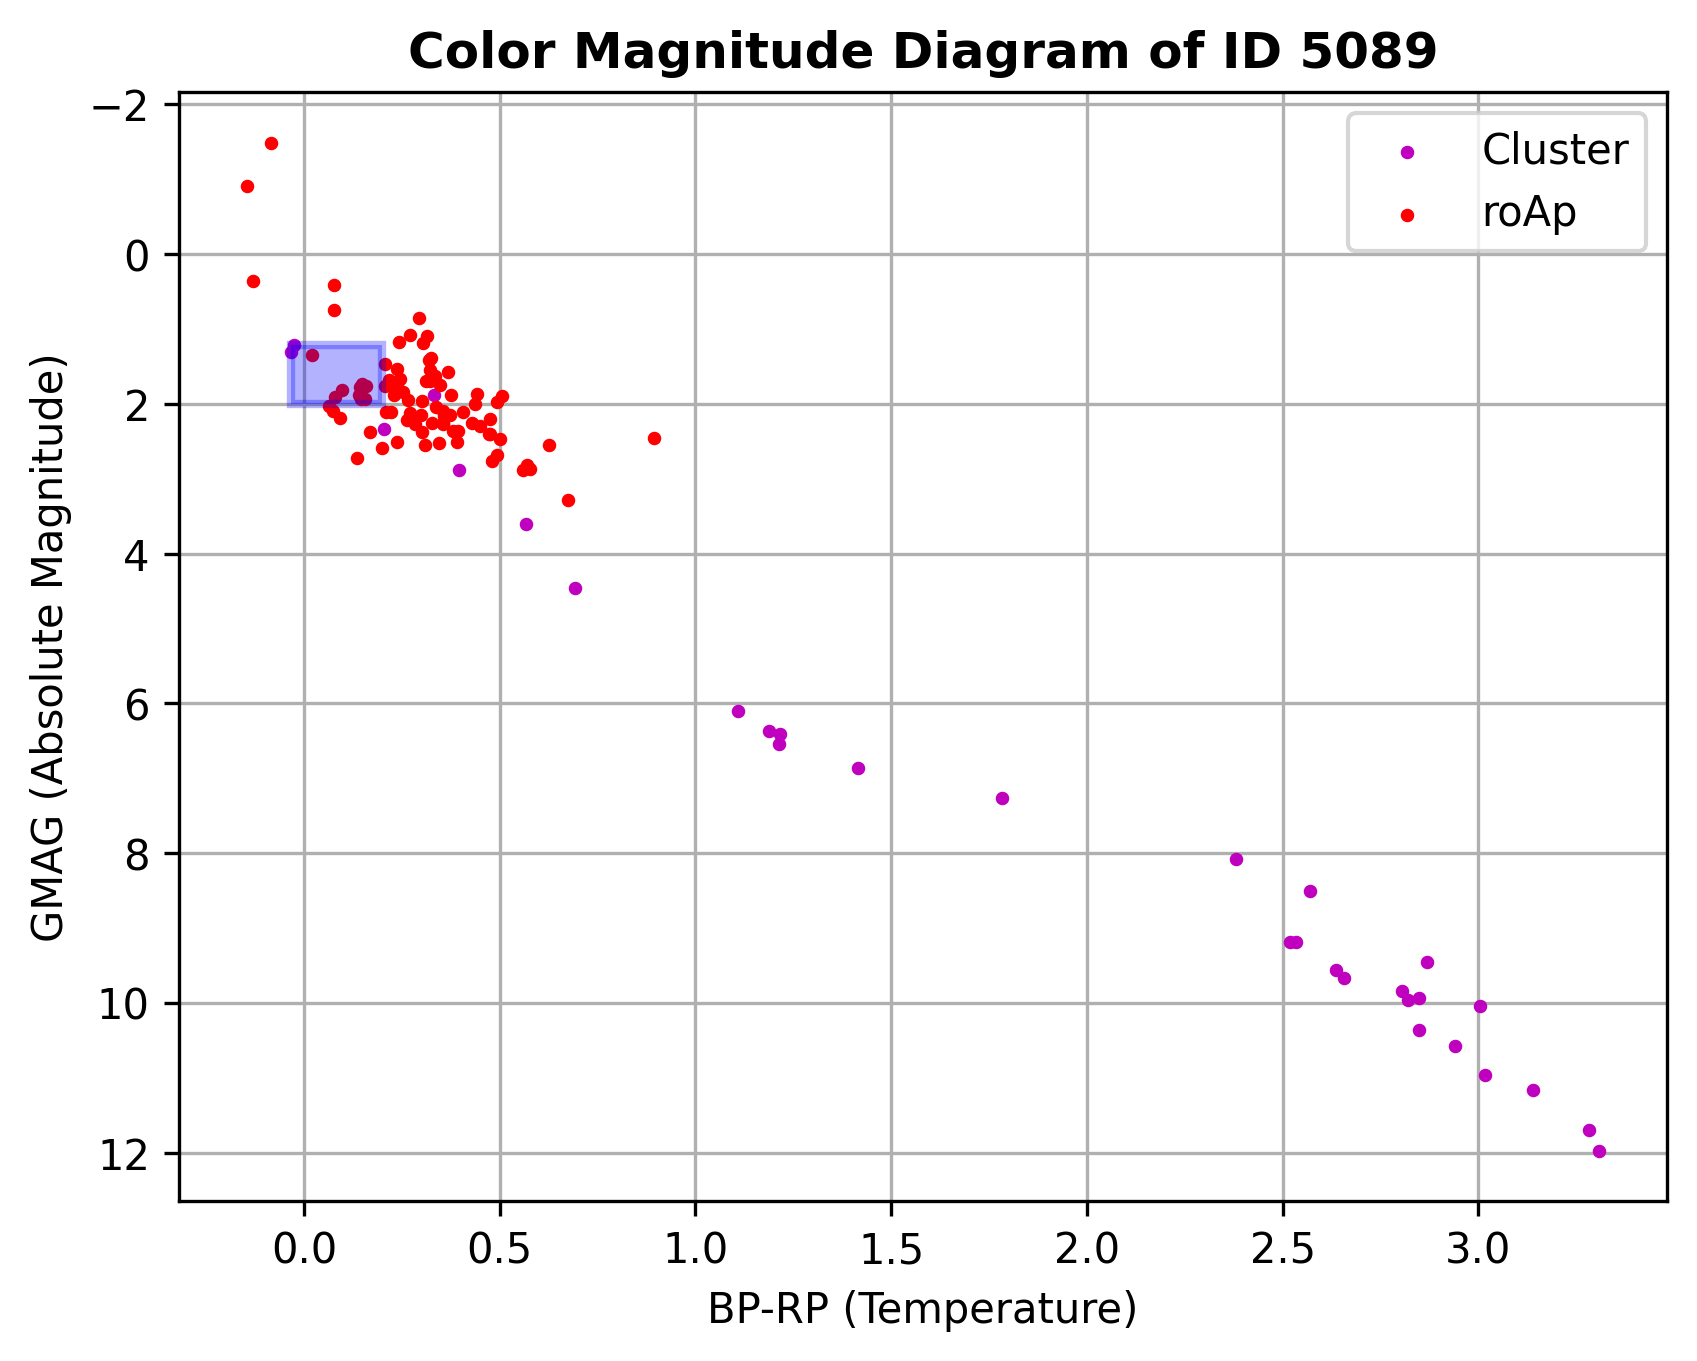 Color Magnitude Diagram of ID 5089
Cluster
roAp
GMAG (Absolute Magnitude)
−2
0
2
4
6
8
10
12
0.0 0.5 1.0 1.5 2.0 2.5 3.0
BP-RP (Temperature)